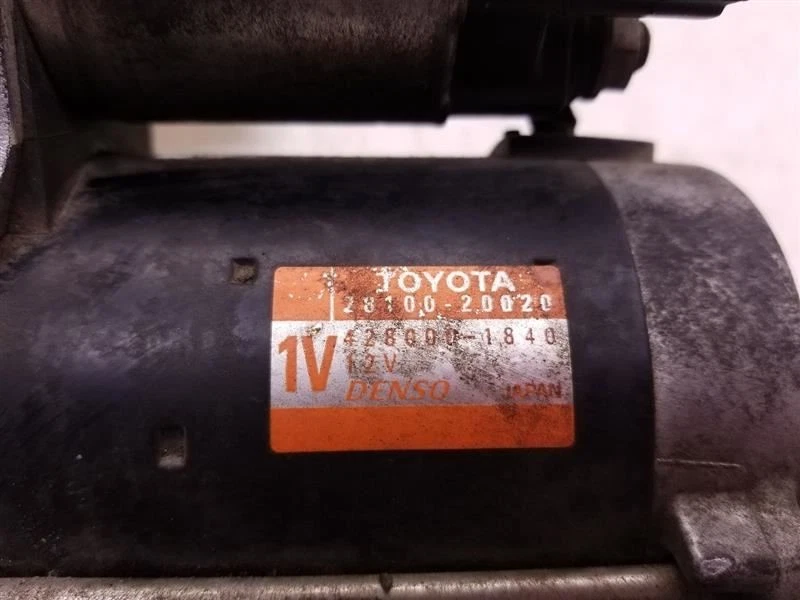 TOYOTA
28100-20020
1V
428000-1840
12V
DENSO JAPAN